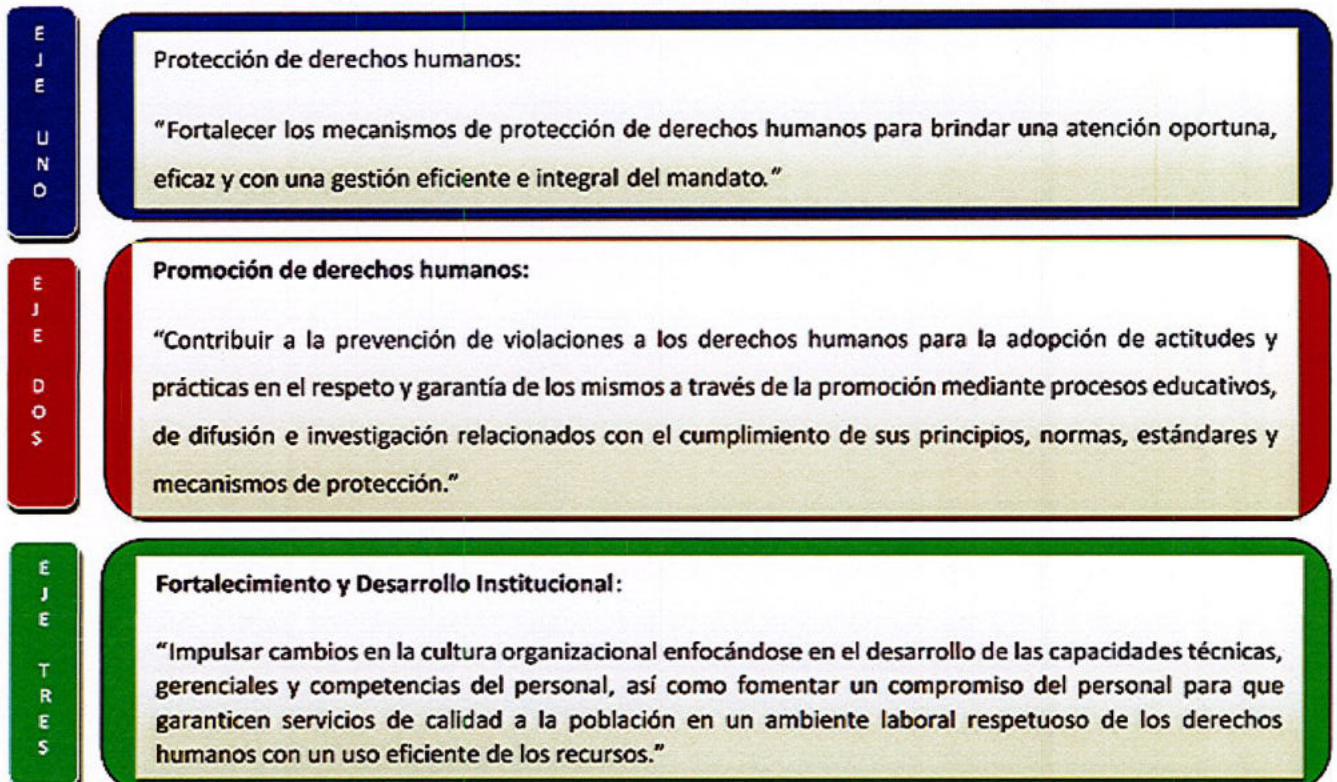 EJE UNO
Protección de derechos humanos:
“Fortalecer los mecanismos de protección de derechos humanos para brindar una atención oportuna,
eficaz y con una gestión eficiente e integral del mandato.”
EJE DOS
Promoción de derechos humanos:
“Contribuir a la prevención de violaciones a los derechos humanos para la adopción de actitudes y
prácticas en el respeto y garantía de los mismos a través de la promoción mediante procesos educativos,
de difusión e investigación relacionados con el cumplimiento de sus principios, normas, estándares y
mecanismos de protección.”
EJE TRES
Fortalecimiento y Desarrollo Institucional:
“Impulsar cambios en la cultura organizacional enfocándose en el desarrollo de las capacidades técnicas,
gerenciales y competencias del personal, así como fomentar un compromiso del personal para que
garanticen servicios de calidad a la población en un ambiente laboral respetuoso de los derechos
humanos con un uso eficiente de los recursos.”